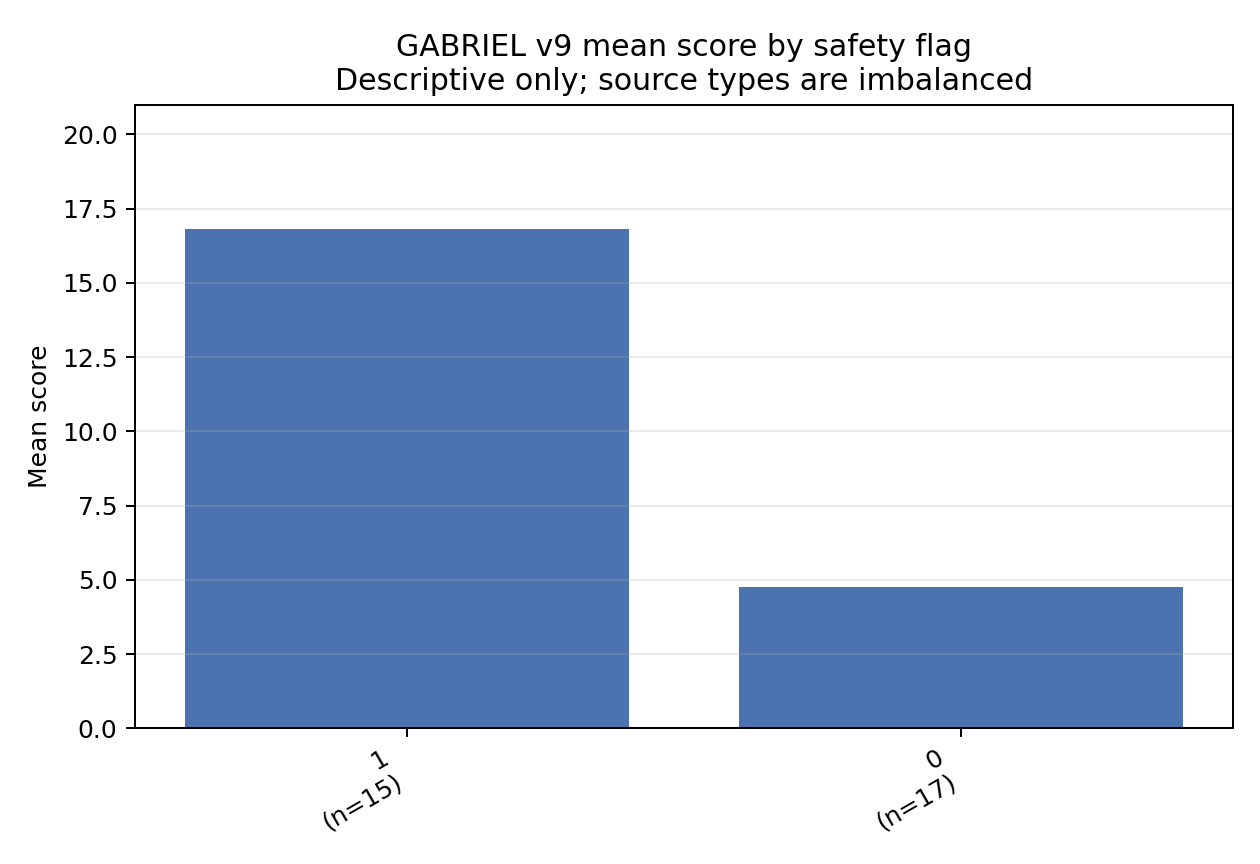 GABRIEL v9 mean score by safety flag
Descriptive only; source types are imbalanced
Mean score
20.0
17.5
15.0
12.5
10.0
7.5
5.0
2.5
0.0
1
(n=15)
0
(n=17)